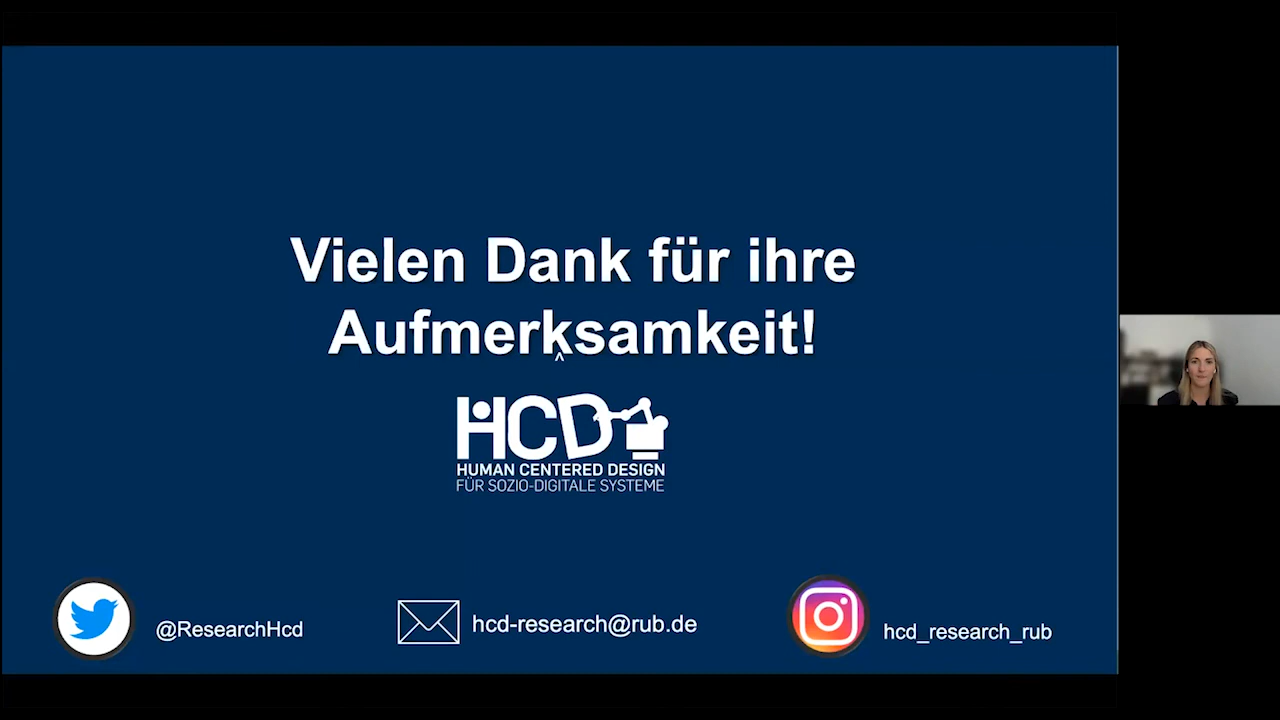 Vielen Dank für ihre
Aufmerksamkeit!
HCD
HUMAN CENTERED DESIGN
FÜR SOZIO-DIGITALE SYSTEME
@ResearchHcd
hcd-research@rub.de
hcd_research_rub